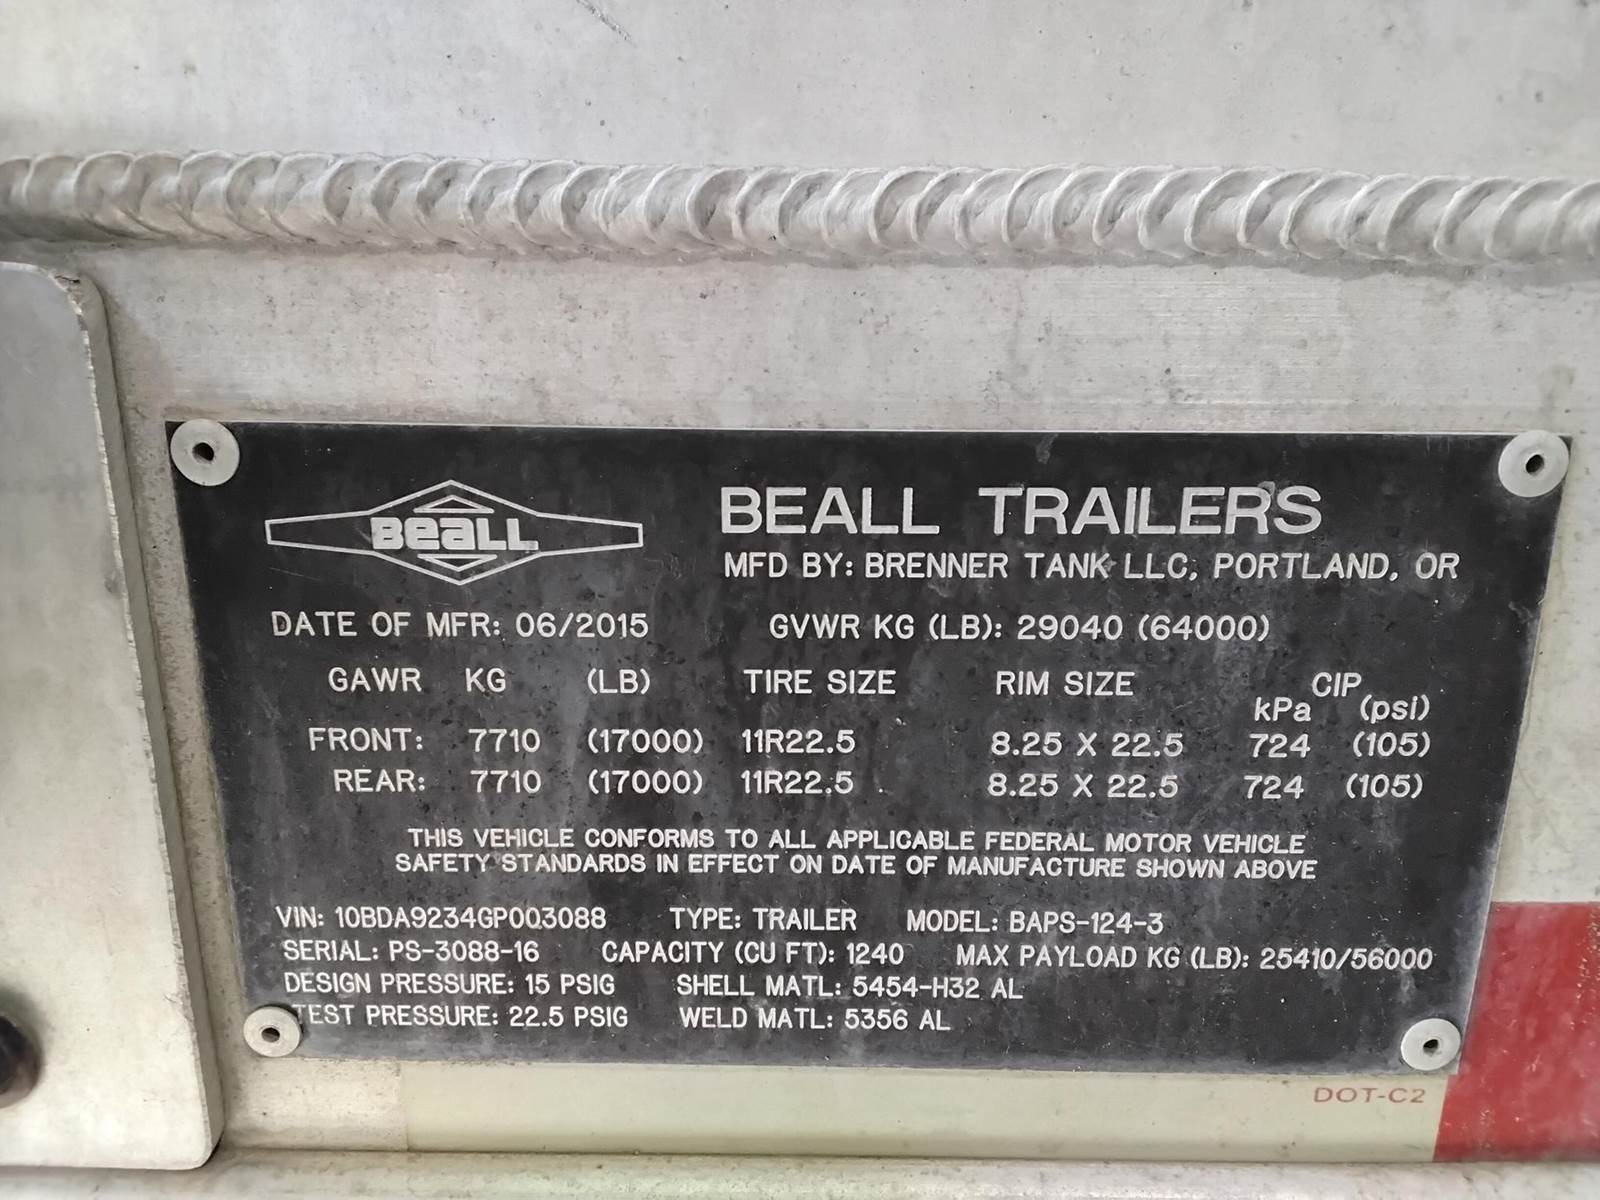 BEALL
BEALL TRAILERS
MFD BY: BRENNER TANK LLC, PORTLAND, OR
DATE OF MFR: 06/2015 GVWR KG (LB): 29040 (64000)
GAWR KG (LB) TIRE SIZE RIM SIZE CIP
kPa (psi)
FRONT: 7710 (17000) 11R22.5 8.25 X 22.5 724 (105)
REAR: 7710 (17000) 11R22.5 8.25 X 22.5 724 (105)
THIS VEHICLE CONFORMS TO ALL APPLICABLE FEDERAL MOTOR VEHICLE
SAFETY STANDARDS IN EFFECT ON DATE OF MANUFACTURE SHOWN ABOVE
VIN: 10BDA9234GP003088 TYPE: TRAILER MODEL: BAPS-124-3
SERIAL: PS-3088-16 CAPACITY (CU FT): 1240 MAX PAYLOAD KG (LB): 25410/56000
DESIGN PRESSURE: 15 PSIG SHELL MATL: 5454-H32 AL
TEST PRESSURE: 22.5 PSIG WELD MATL: 5356 AL
DOT-C2